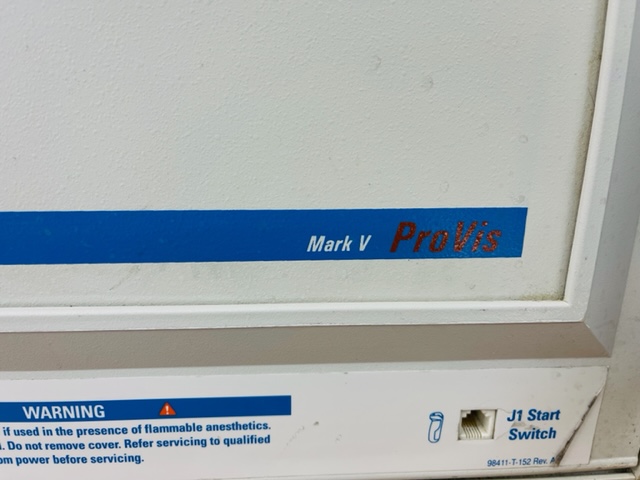 Mark V ProVis
WARNING
if used in the presence of flammable anesthetics.
. Do not remove cover. Refer servicing to qualified
om power before servicing.
J1 Start
Switch
98411-T-152 Rev. A